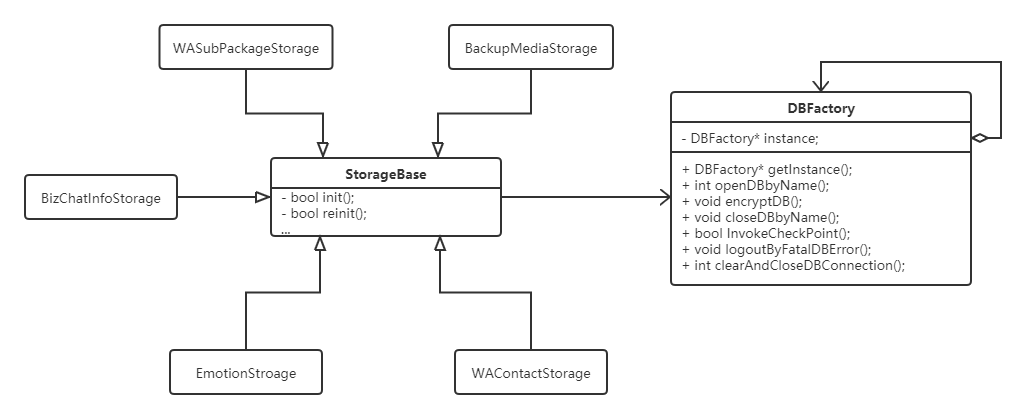 WASubPackageStorage
BackupMediaStorage
DBFactory
- DBFactory* instance;
+ DBFactory* getInstance();
+ int openDBbyName();
+ void encryptDB();
+ void closeDBbyName();
+ bool InvokeCheckPoint();
+ void logoutByFatalDBError();
+ int clearAndCloseDBConnection();
StorageBase
- bool init();
- bool reinit();
...
BizChatInfoStorage
EmotionStroage
WAContactStorage